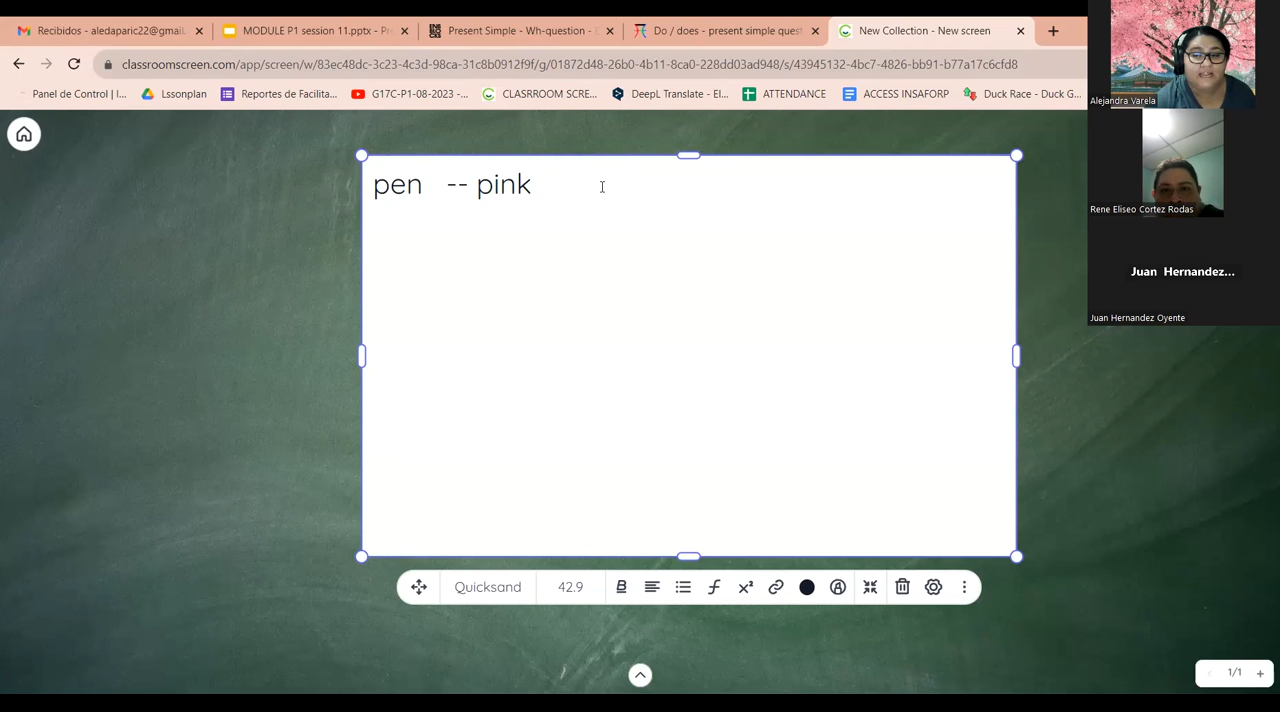 Recibidos - aledaparic22@gmail.
MODULE P1 session 11.pptx - Pr
Present Simple - Wh-question - E
Do / does - present simple quest
New Collection - New screen
classroomscreen.com/app/screen/w/83ec48dc-3c23-4c3d-98ca-31c8b0912f9f/g/01872d48-26b0-4b11-8ca0-228dd03ad948/s/43945132-4bc7-4826-bb91-b77a17c6cfd8
Panel de Control | I...
Lssonplan
Reportes de Facilita...
G17C-P1-08-2023 -...
CLASSROOM SCRE...
DeepL Translate - El...
ATTENDANCE
ACCESS INSAFORP
Duck Race - Duck G...
Alejandra Varela
Rene Eliseo Cortez Rodas
Juan Hernandez...
Juan Hernandez Oyente
pen -- pink
Quicksand
42.9
1/1